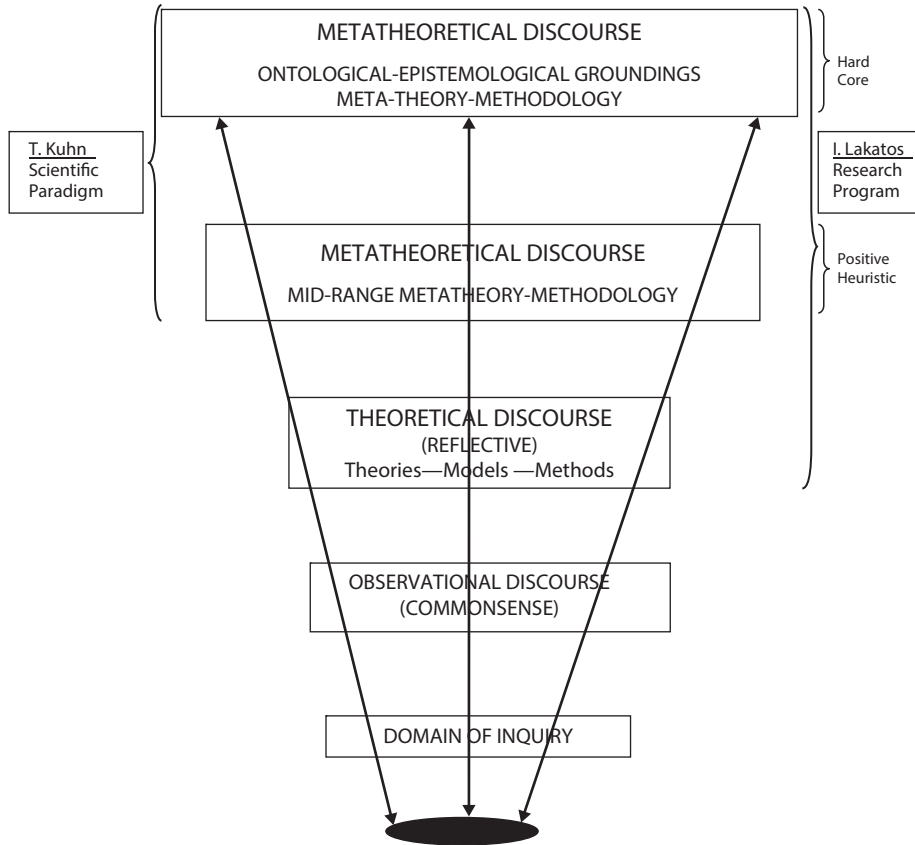 METATHEORETICAL DISCOURSE
ONTOLOGICAL-EPISTEMOLOGICAL GROUNDINGS
META-THEORY-METHODOLOGY
Hard
Core
T. Kuhn
Scientific
Paradigm
I. Lakatos
Research
Program
METATHEORETICAL DISCOURSE
MID-RANGE METATHEORY-METHODOLOGY
Positive
Heuristic
THEORETICAL DISCOURSE
(REFLECTIVE)
Theories—Models —Methods
OBSERVATIONAL DISCOURSE
(COMMONSENSE)
DOMAIN OF INQUIRY